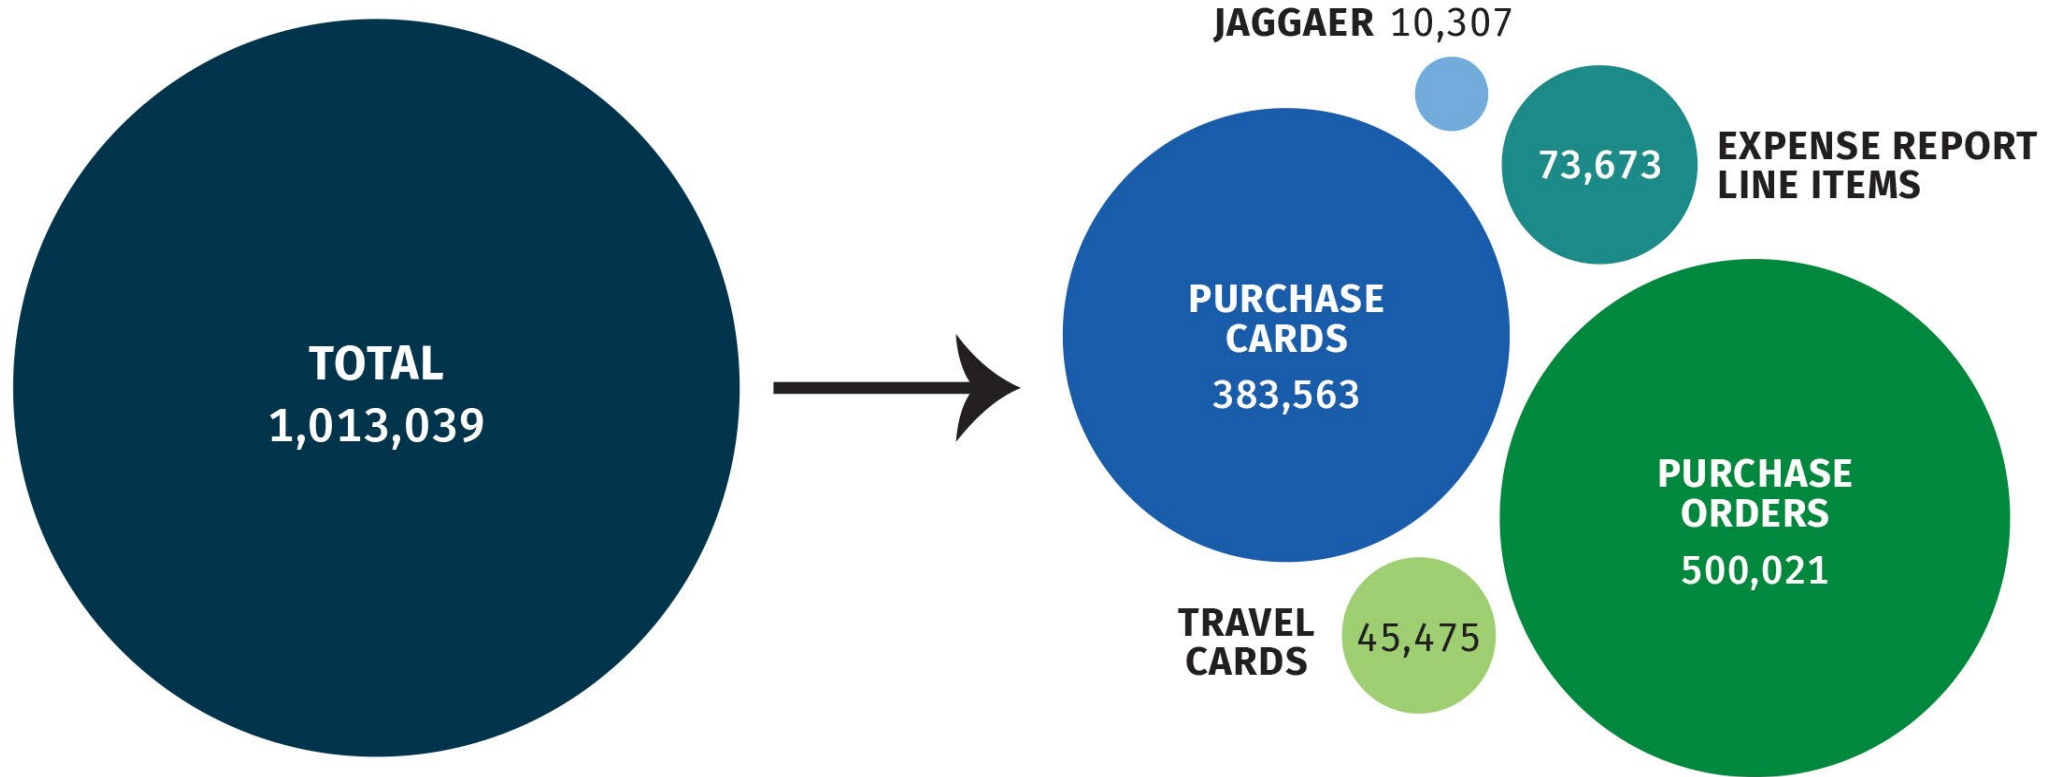 TOTAL
1,013,039
JAGGAER 10,307
73,673
EXPENSE REPORT
LINE ITEMS
PURCHASE
CARDS
383,563
PURCHASE
ORDERS
500,021
TRAVEL
CARDS
45,475